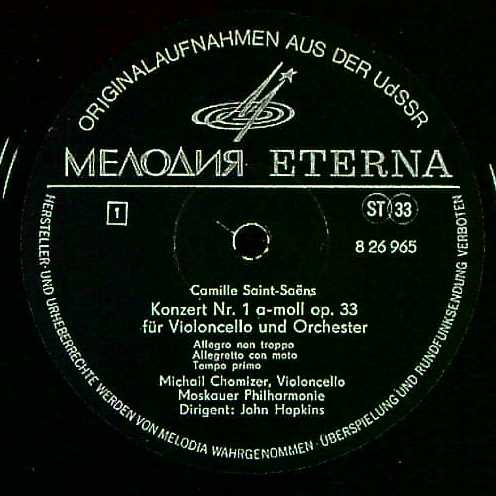 ORIGINALAUFNAHMEN AUS DER UdSSR
МЕЛОДИЯ ETERNA
1
ST 33
8 26 965
Camille Saint-Saëns
Konzert Nr. 1 a-moll op. 33
für Violoncello und Orchester
Allegro non troppo
Allegretto con moto
Tempo primo
Michail Chomizer, Violoncello
Moskauer Philharmonie
Dirigent: John Hopkins
HERSTELLER- UND URHEBERRECHTE WERDEN VON MELODIA WAHRGENOMMEN · ÜBERSPIELUNG UND RUNDFUNKSENDUNG VERBOTEN